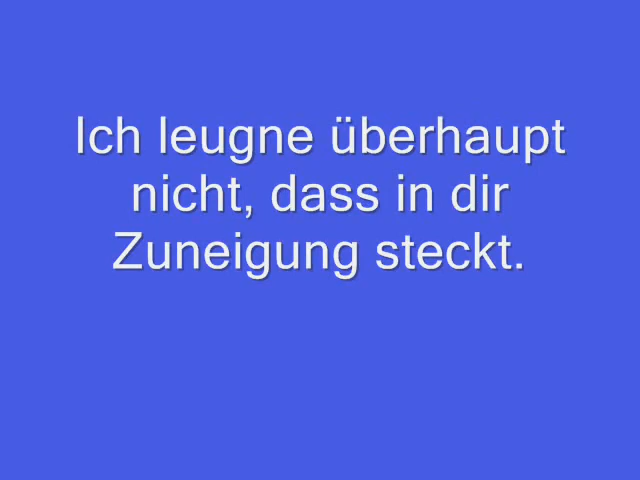 Ich leugne überhaupt
nicht, dass in dir
Zuneigung steckt.